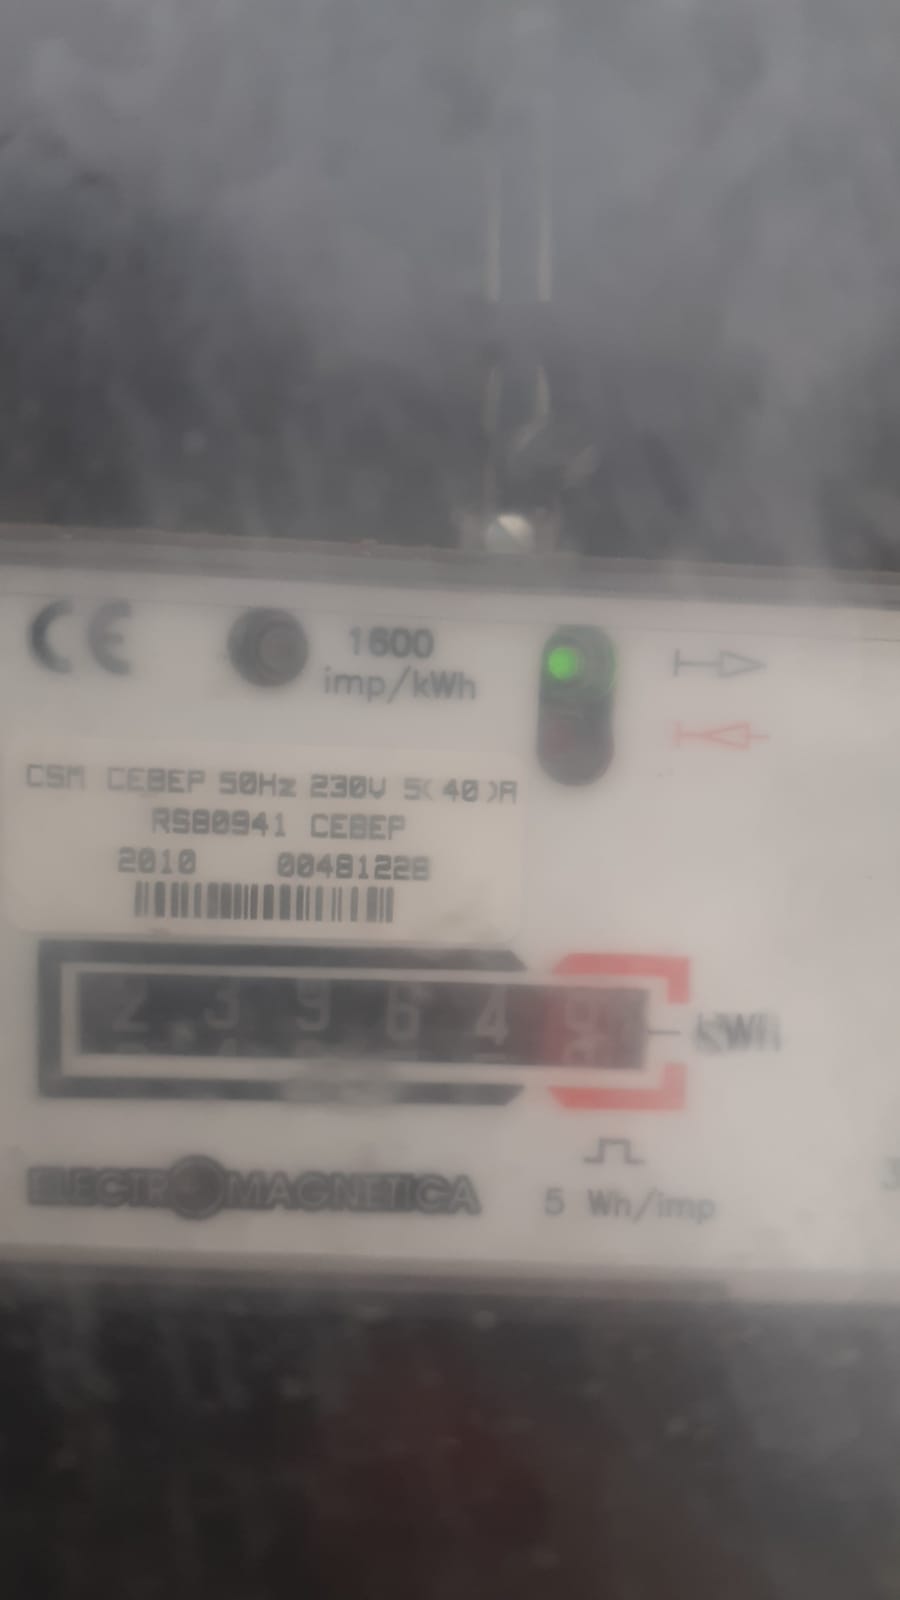 CE
1600
imp/kWh
CSM CEBEP 50Hz 230V 5(40)A
RS80941 CEBEP
2010 00481228
2 3 9 6 4
kWh
ELECTROMAGNETICA
5 Wh/imp